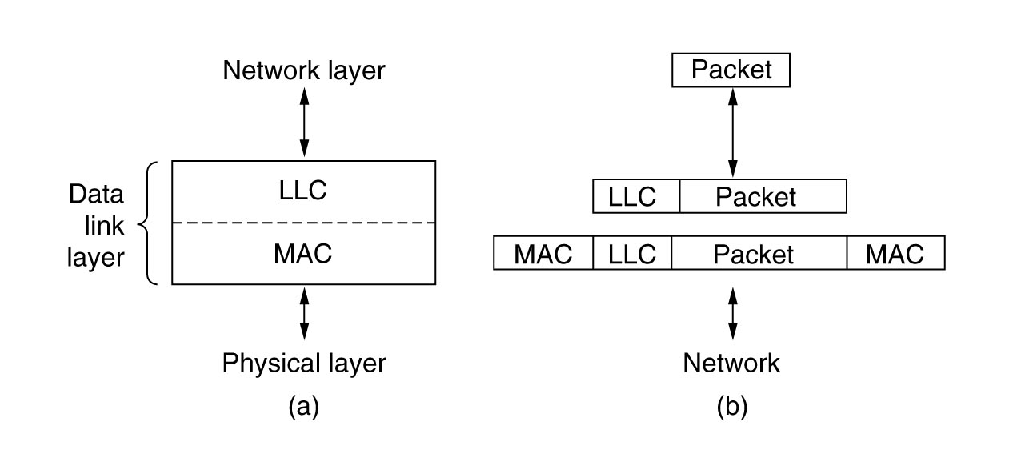 Network layer
Data
link
layer
LLC
MAC
Physical layer
(a)
Packet
LLC Packet
MAC LLC Packet MAC
Network
(b)